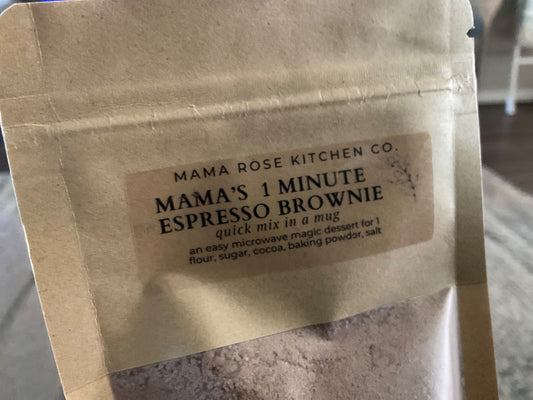 MAMA ROSE KITCHEN CO.
MAMA'S 1 MINUTE
ESPRESSO BROWNIE
quick mix in a mug
an easy microwave magic dessert for 1
flour, sugar, cocoa, baking powder, salt